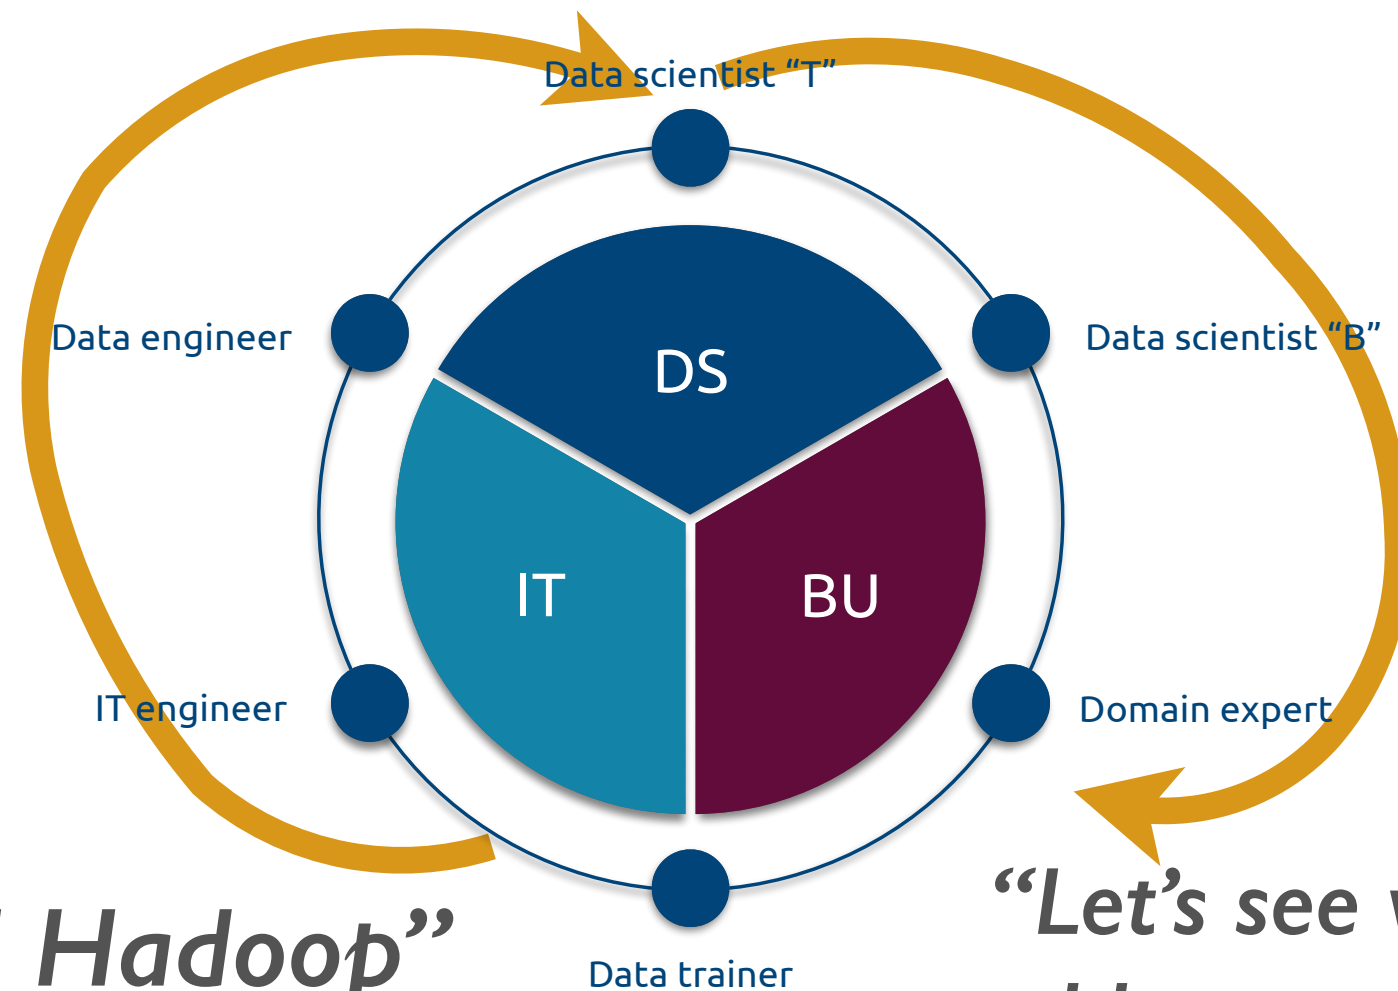 Data scientist “T”
Data engineer
Data scientist “B”
DS
IT
BU
IT engineer
Domain expert
Hadoop”
“Let’s see
Data trainer